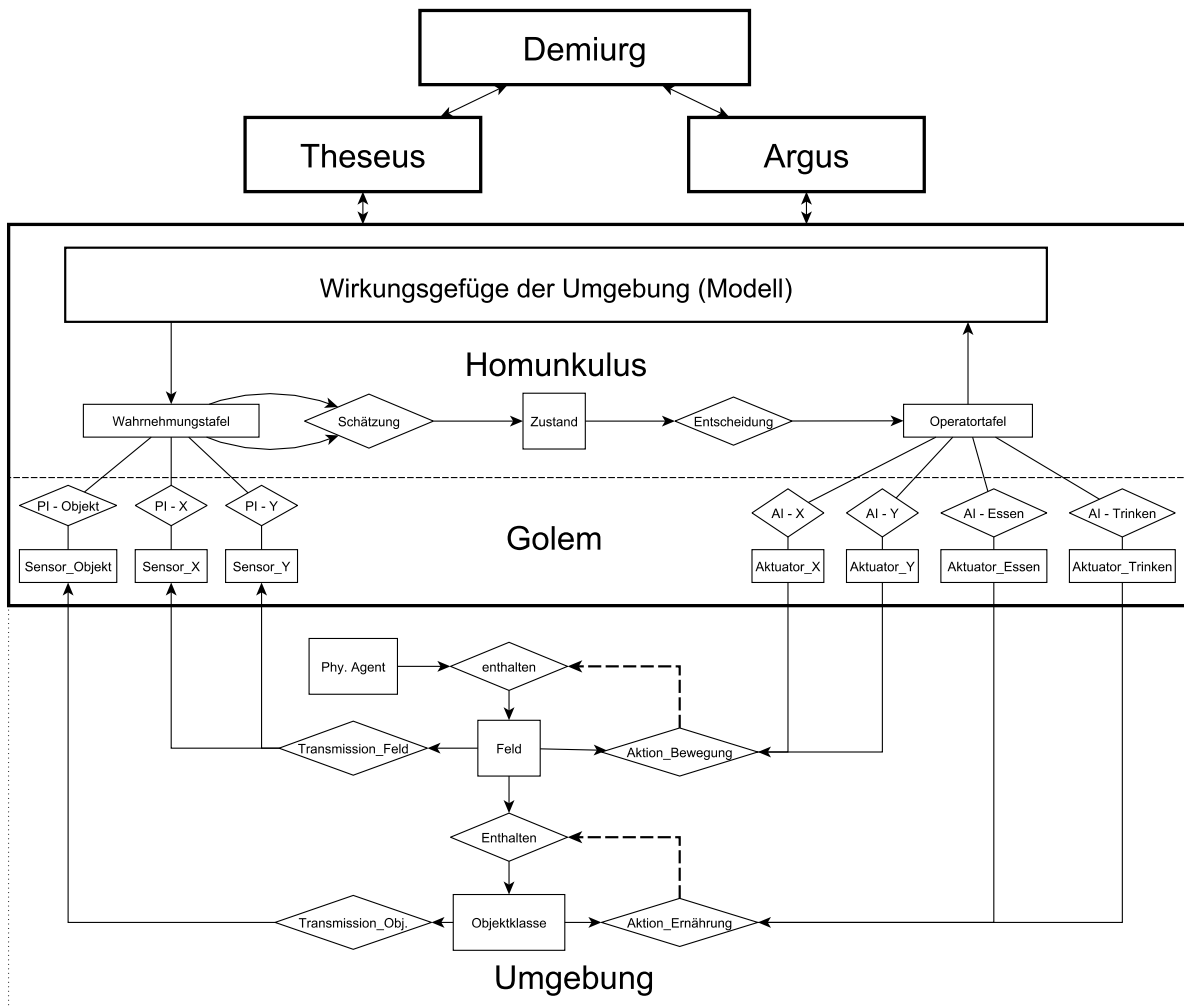 Demiurg
Theseus
Argus
Wirkungsgefüge der Umgebung (Modell)
Homunkulus
Wahrnehmungstafel
Schätzung
Zustand
Entscheidung
Operatortafel
PI - Objekt
PI - X
PI - Y
AI - X
AI - Y
AI - Essen
AI - Trinken
Golem
Sensor_Objekt
Sensor_X
Sensor_Y
Aktuator_X
Aktuator_Y
Aktuator_Essen
Aktuator_Trinken
Phy. Agent
enthalten
Transmission_Feld
Feld
Aktion_Bewegung
Enthalten
Transmission_Obj.
Objektklasse
Aktion_Ernährung
Umgebung